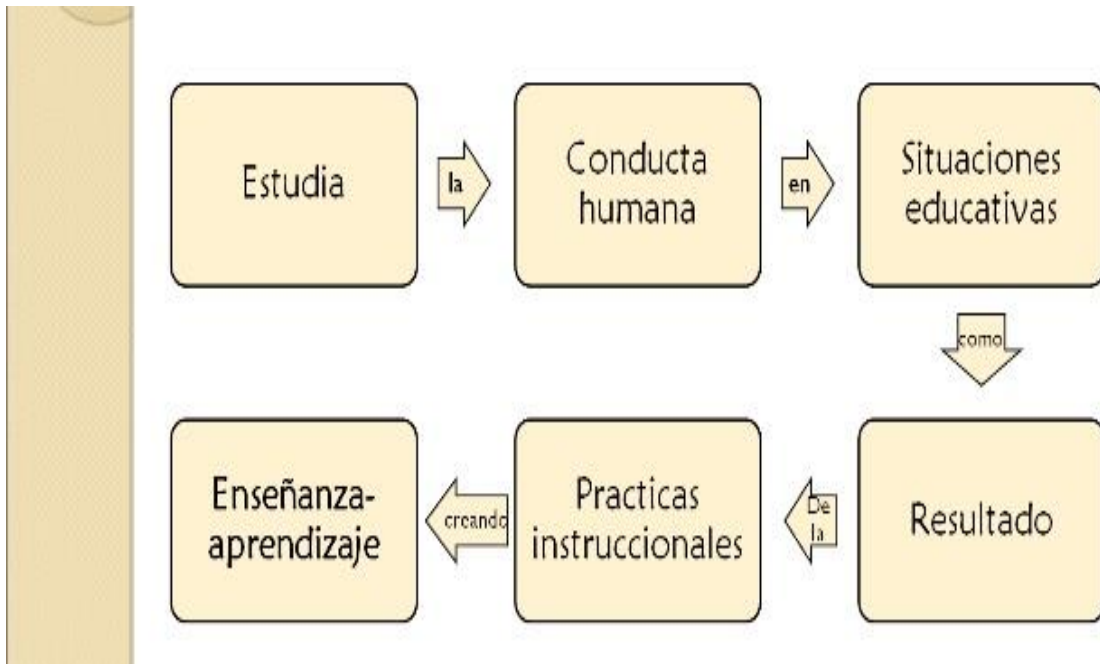 Estudia
la
Conducta
humana
en
Situaciones
educativas
como
Resultado
De
la
Practicas
instruccionales
creando
Enseñanza-
aprendizaje